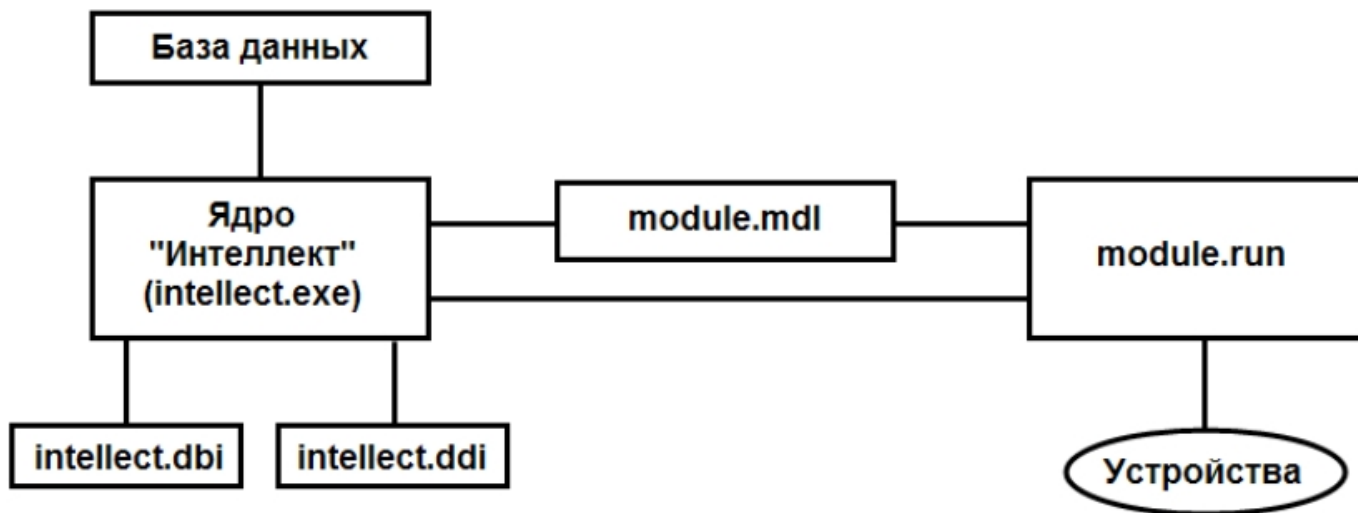 База данных
Ядро
"Интеллект"
(intellect.exe)
module.mdl
module.run
intellect.dbi
intellect.ddi
Устройства